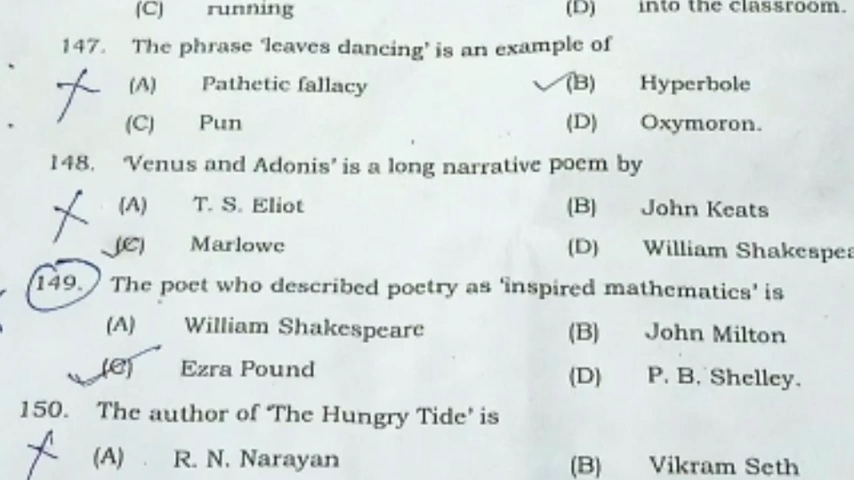 (C) running (D) into the classroom.
147. The phrase 'leaves dancing' is an example of
(A) Pathetic fallacy (B) Hyperbole
(C) Pun (D) Oxymoron.
148. 'Venus and Adonis' is a long narrative poem by
(A) T. S. Eliot (B) John Keats
(C) Marlowe (D) William Shakespea
149. The poet who described poetry as 'inspired mathematics' is
(A) William Shakespeare (B) John Milton
(C) Ezra Pound (D) P. B. Shelley.
150. The author of 'The Hungry Tide' is
(A) R. N. Narayan (B) Vikram Seth